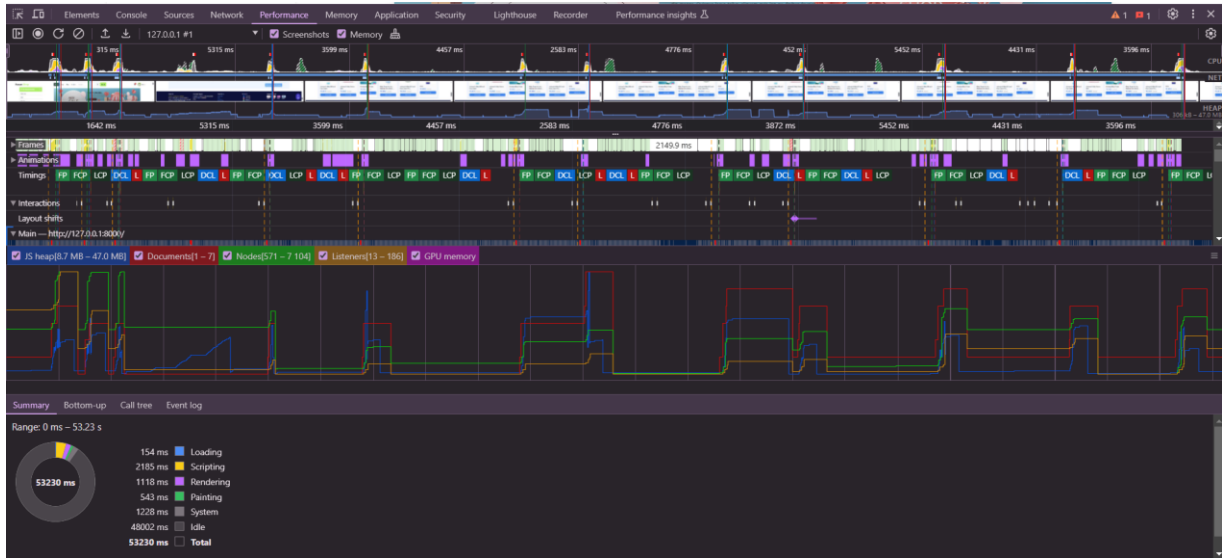 Elements Console Sources Network Performance Memory Application Security Lighthouse Recorder Performance insights 1 1
127.0.0.1 #1 Screenshots Memory
315 ms 5315 ms 3599 ms 4457 ms 2583 ms 4776 ms 452 ms 5452 ms 4431 ms 3596 ms
CPU
NET
HEAP
1642 ms 5315 ms 3599 ms 4457 ms 2583 ms 4776 ms 3872 ms 5452 ms 4431 ms 3596 ms
Frames 2149.9 ms
Animations
Timings FP FCP LCP DCL L FP FCP LCP DCL L FP FCP DCL LCP L DCL L FP FCP LCP FP FCP LCP DCL L FP FCP DCL LCP L DCL L FP FCP LCP FP FCP LCP DCL L FP FCP DCL L LCP FP FCP LCP DCL L DCL L FP FCP LCP FP FCP
Interactions
Layout shifts
Main — http://127.0.0.1:8000/
JS heap[8.7 MB – 47.0 MB] Documents[1 – 7] Nodes[571 – 7 104] Listeners[13 – 186] GPU memory
Summary Bottom-up Call tree Event log
Range: 0 ms – 53.23 s
154 ms Loading
2185 ms Scripting
53230 ms 1118 ms Rendering
543 ms Painting
1228 ms System
48002 ms Idle
53230 ms Total